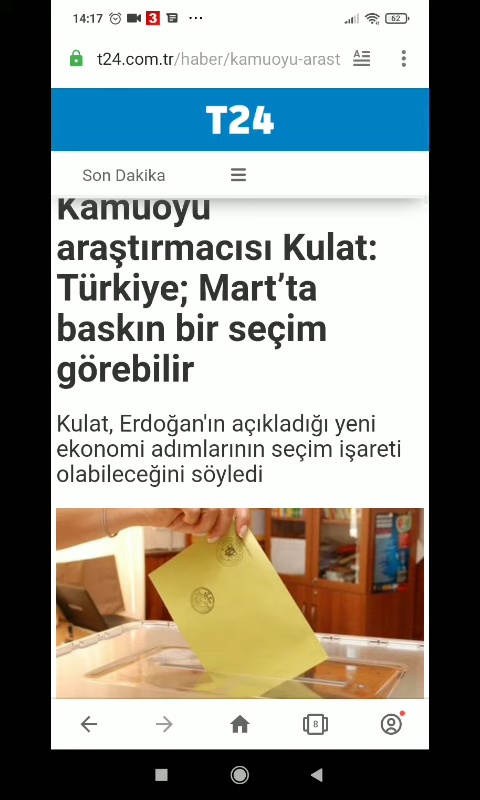 14:17 3 ... 62
t24.com.tr/haber/kamuoyu-arast
T24
Son Dakika
Kamuoyu
araştırmacısı Kulat:
Türkiye; Mart’ta
baskın bir seçim
görebilir
Kulat, Erdoğan'ın açıkladığı yeni
ekonomi adımlarının seçim işareti
olabileceğini söyledi
8